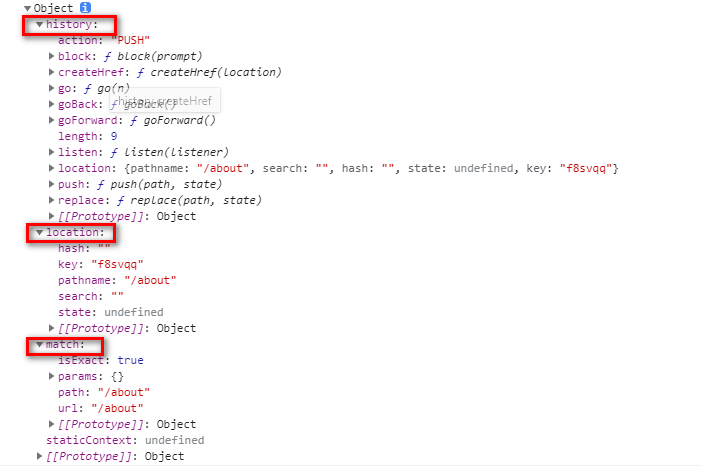 Object i
history:
action: "PUSH"
block: ƒ block(prompt)
createHref: ƒ createHref(location)
go: ƒ go(n)
history.createHref
goBack: ƒ goBack()
goForward: ƒ goForward()
length: 9
listen: ƒ listen(listener)
location: {pathname: "/about", search: "", hash: "", state: undefined, key: "f8svqq"}
push: ƒ push(path, state)
replace: ƒ replace(path, state)
[[Prototype]]: Object
location:
hash: ""
key: "f8svqq"
pathname: "/about"
search: ""
state: undefined
[[Prototype]]: Object
match:
isExact: true
params: {}
path: "/about"
url: "/about"
[[Prototype]]: Object
staticContext: undefined
[[Prototype]]: Object